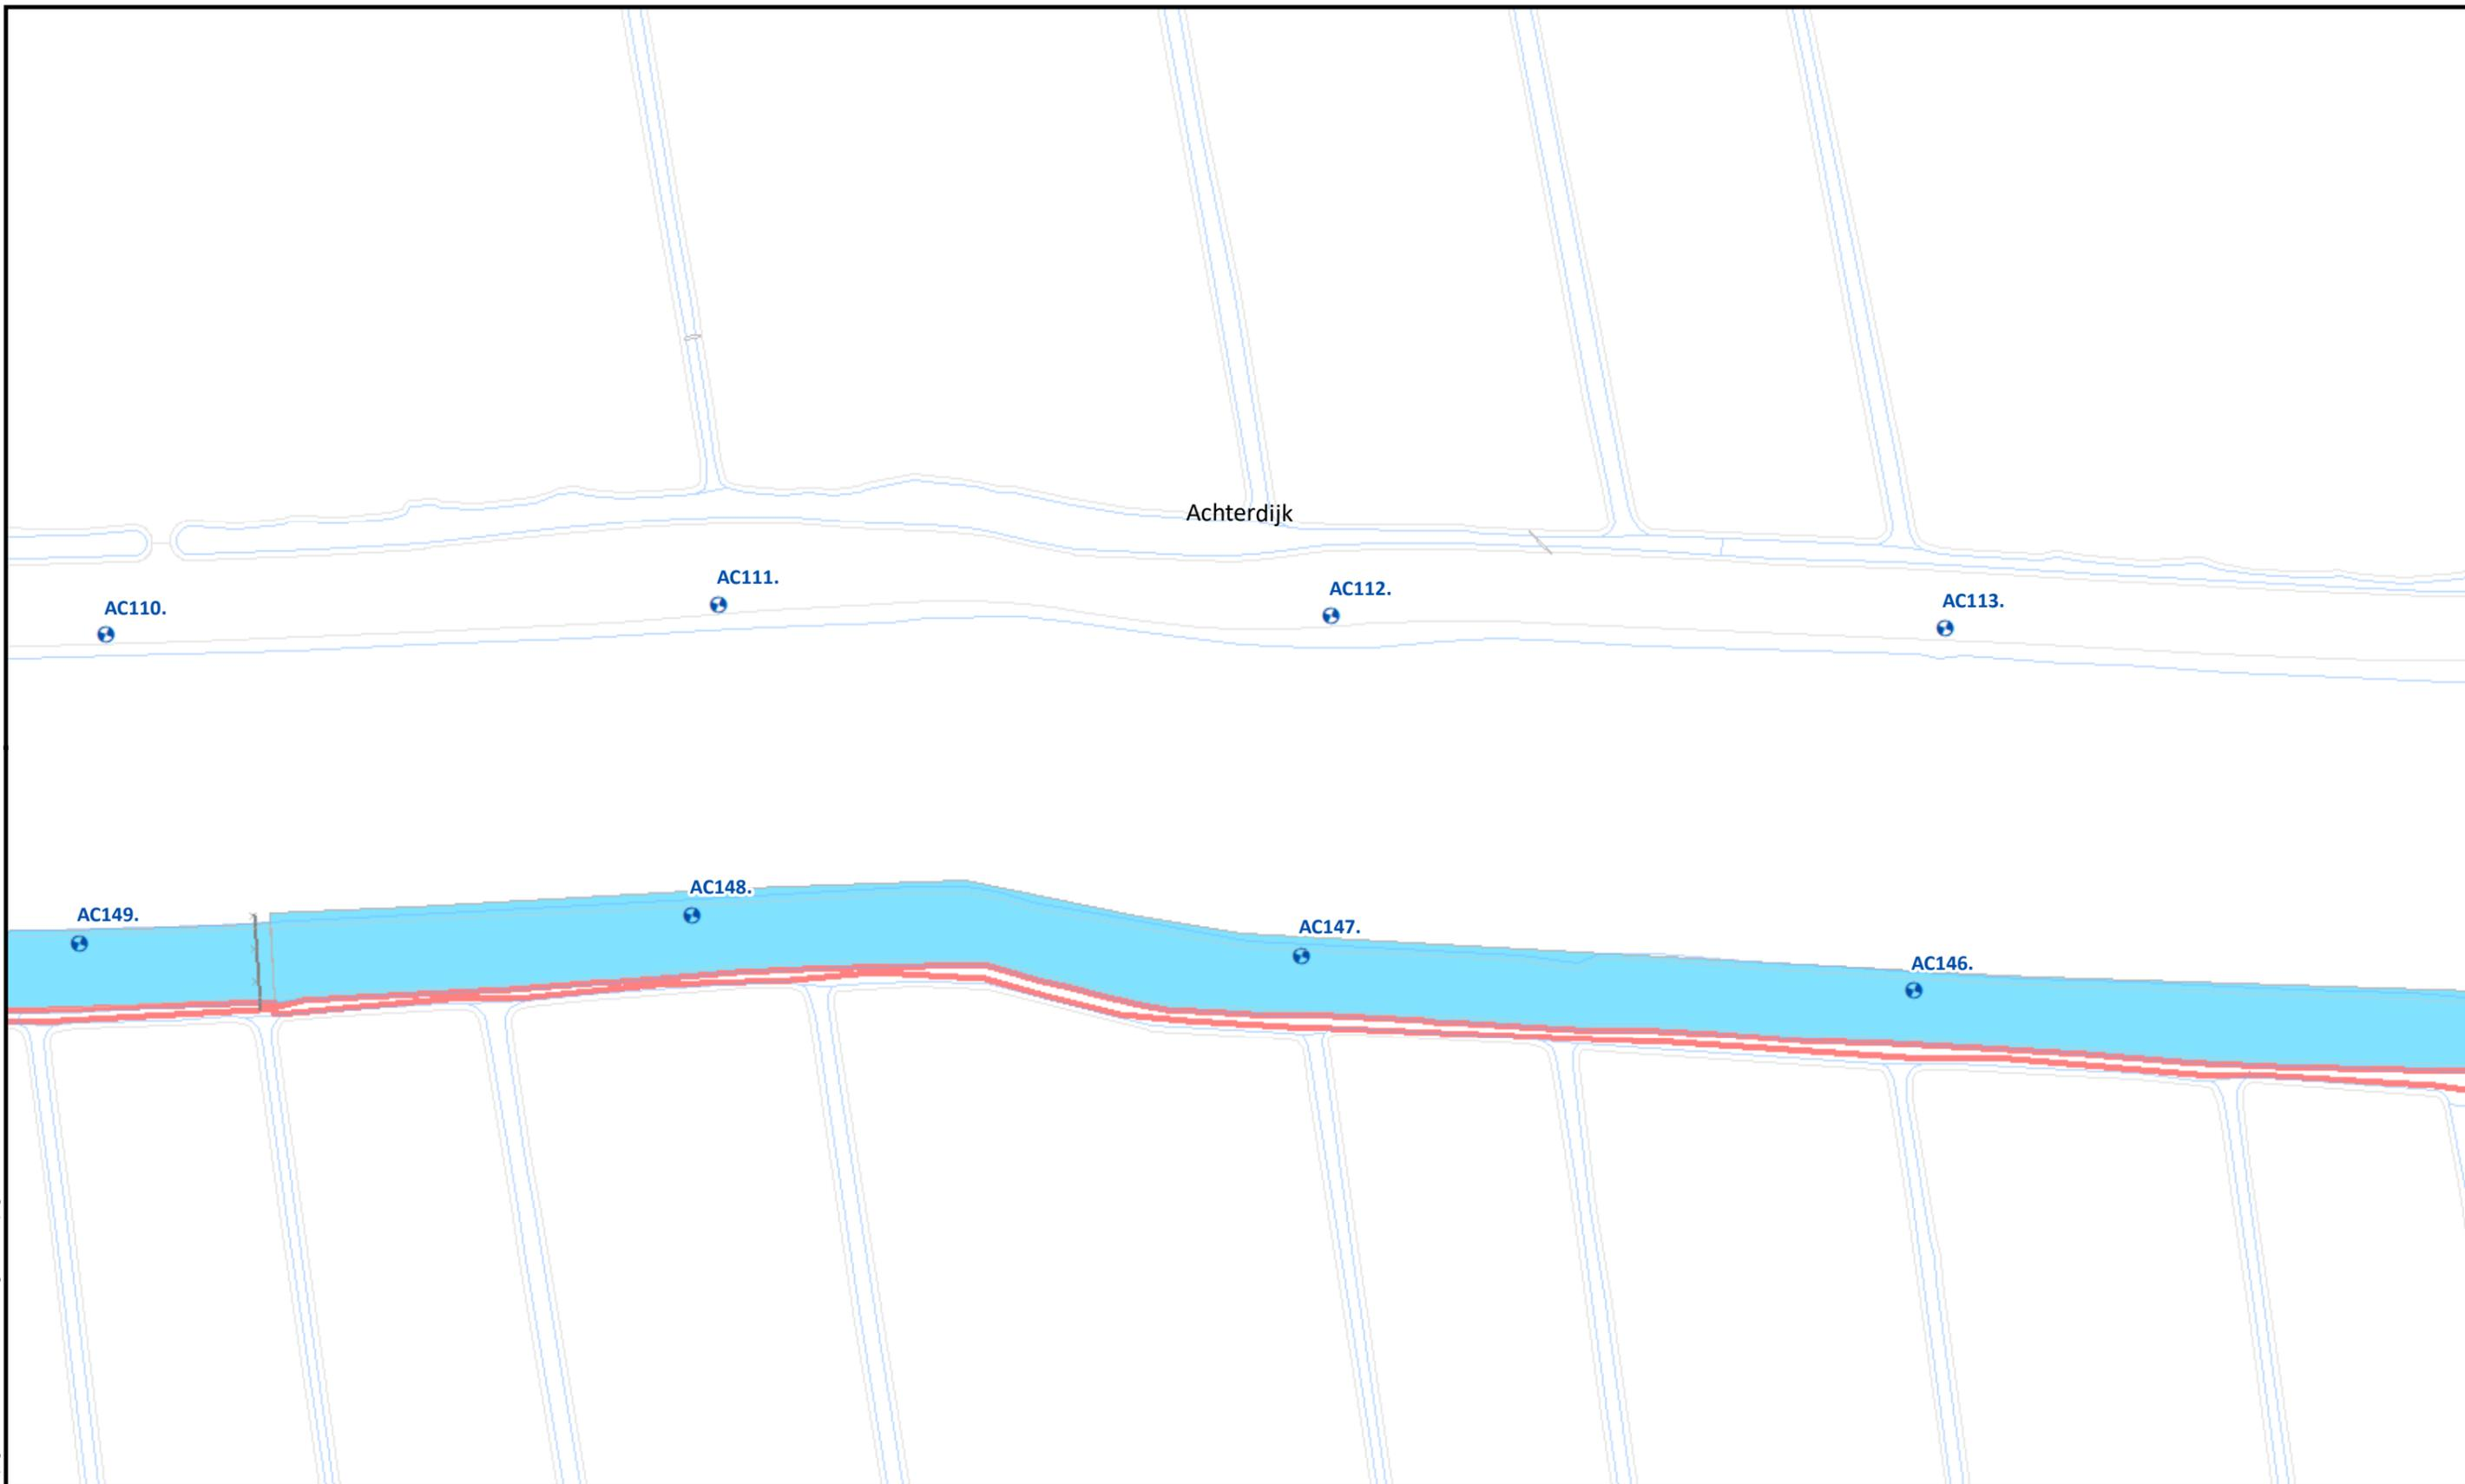 Achterdijk
AC110.
AC111.
AC112.
AC113.
AC149.
AC148.
AC147.
AC146.